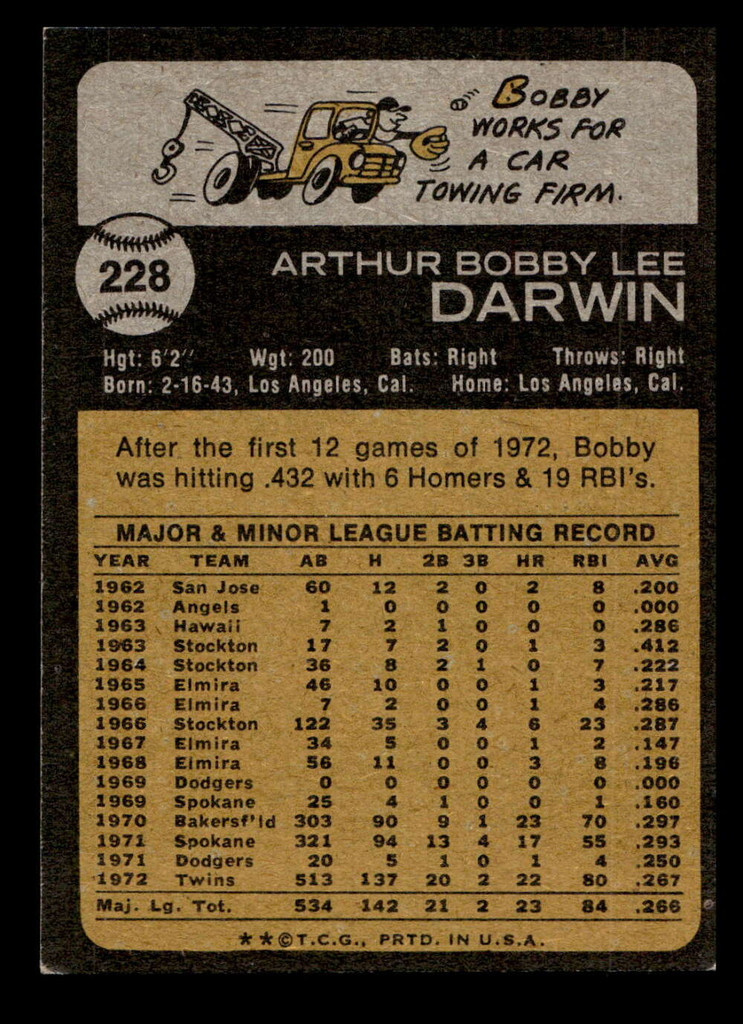 BOBBY
WORKS FOR
A CAR
TOWING FIRM.
228
ARTHUR BOBBY LEE
DARWIN
Hgt: 6'2" Wgt: 200 Bats: Right Throws: Right
Born: 2-16-43, Los Angeles, Cal. Home: Los Angeles, Cal.
After the first 12 games of 1972, Bobby
was hitting .432 with 6 Homers & 19 RBI's.
MAJOR & MINOR LEAGUE BATTING RECORD
YEAR TEAM AB H 2B 3B HR RBI AVG
1962 San Jose 60 12 2 0 2 8 .200
1962 Angels 1 0 0 0 0 0 .000
1963 Hawaii 7 2 1 0 0 0 .286
1963 Stockton 17 7 2 0 1 3 .412
1964 Stockton 36 8 2 1 0 7 .222
1965 Elmira 46 10 0 0 1 3 .217
1966 Elmira 7 2 0 0 1 4 .286
1966 Stockton 122 35 3 4 6 23 .287
1967 Elmira 34 5 0 0 1 2 .147
1968 Elmira 56 11 0 0 3 8 .196
1969 Dodgers 0 0 0 0 0 0 .000
1969 Spokane 25 4 1 0 0 1 .160
1970 Bakersf'ld 303 90 9 1 23 70 .297
1971 Spokane 321 94 13 4 17 55 .293
1971 Dodgers 20 5 1 0 1 4 .250
1972 Twins 513 137 20 2 22 80 .267
Maj. Lg. Tot. 534 142 21 2 23 84 .266
**©T.C.G., PRTD. IN U.S.A.